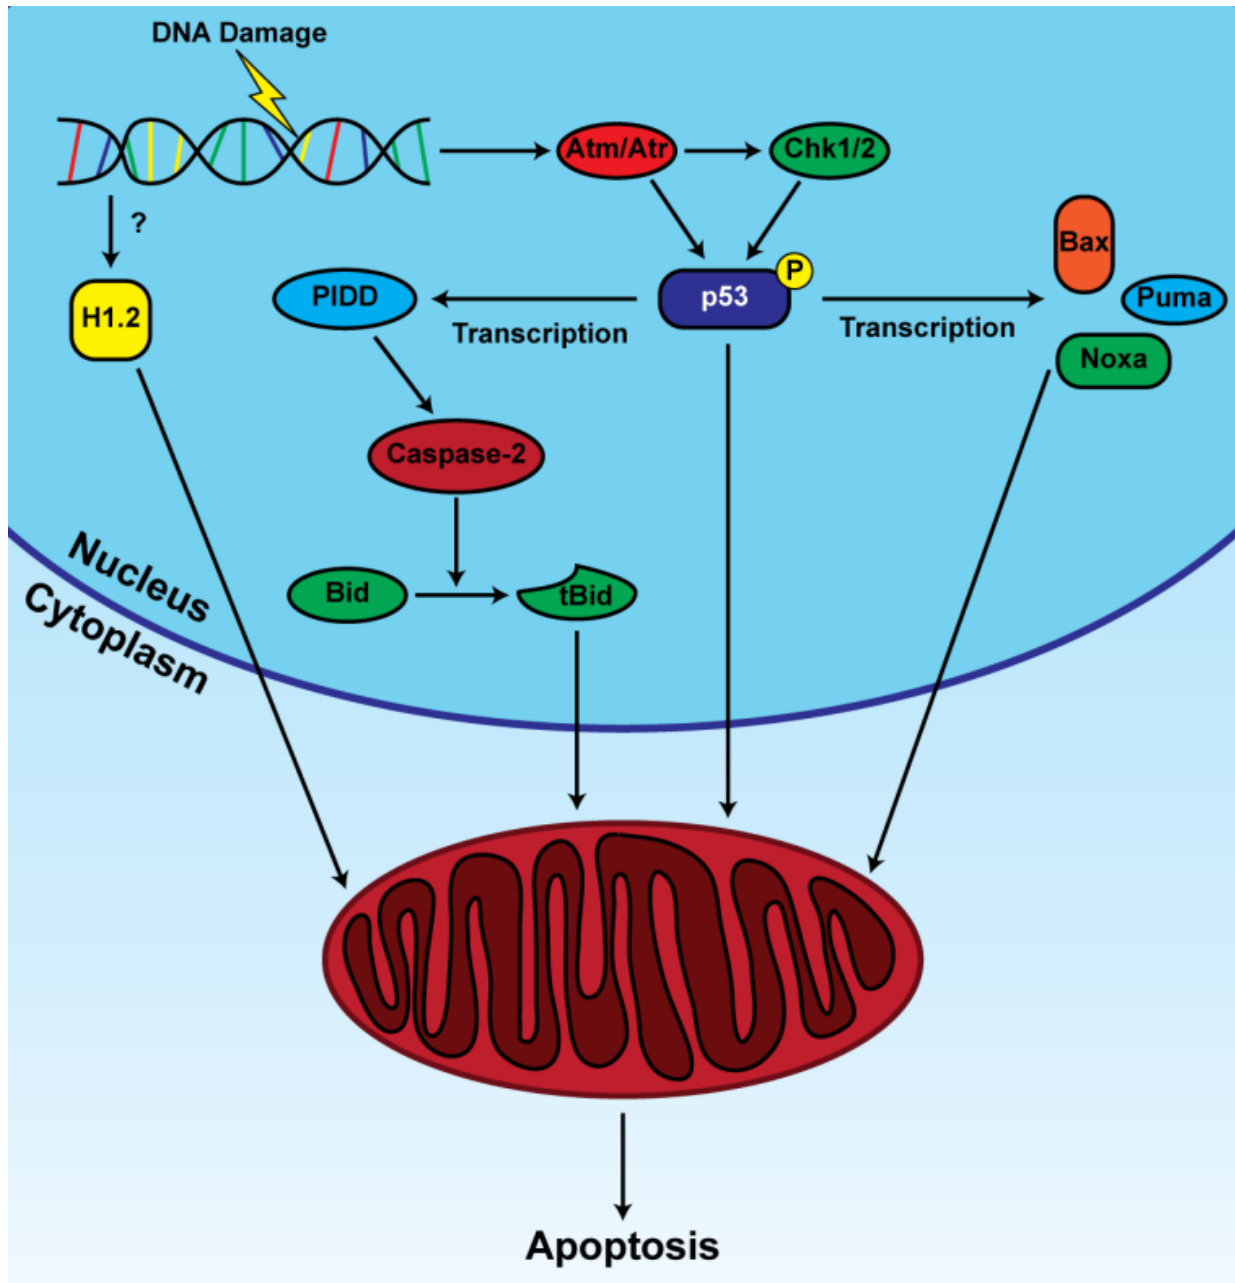 DNA Damage
Atm/Atr
Chk1/2
?
Bax
P
PIDD
p53
Puma
H1.2
Transcription
Transcription
Noxa
Caspase-2
Nucleus
Bid
tBid
Cytoplasm
Apoptosis